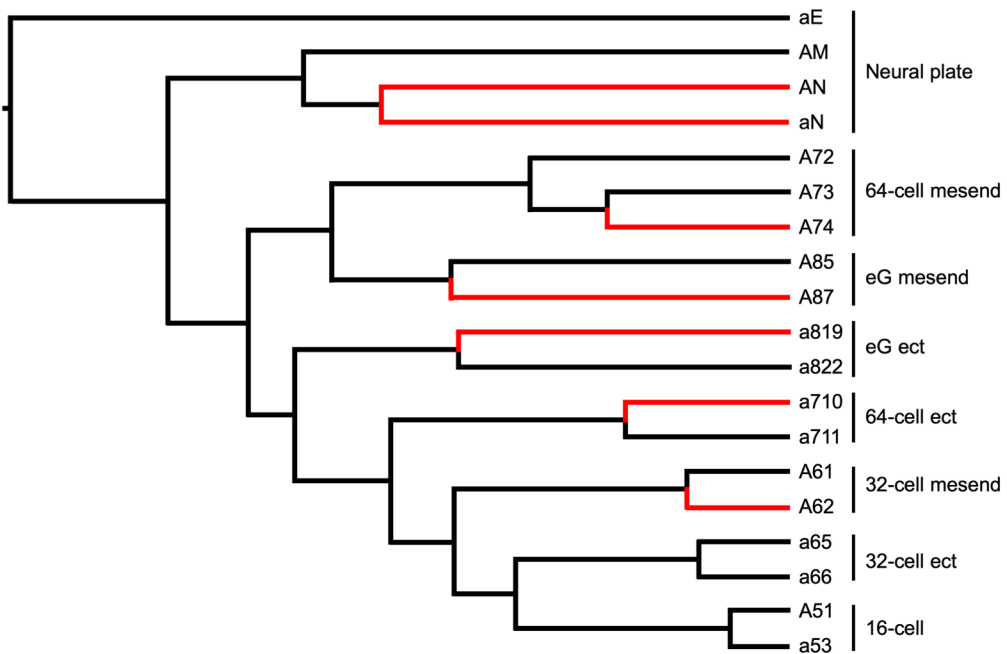 aE
AM
AN
aN
Neural plate
A72
A73
A74
64-cell mesend
A85
A87
eG mesend
a819
a822
eG ect
a710
a711
64-cell ect
A61
A62
32-cell mesend
a65
a66
32-cell ect
A51
a53
16-cell